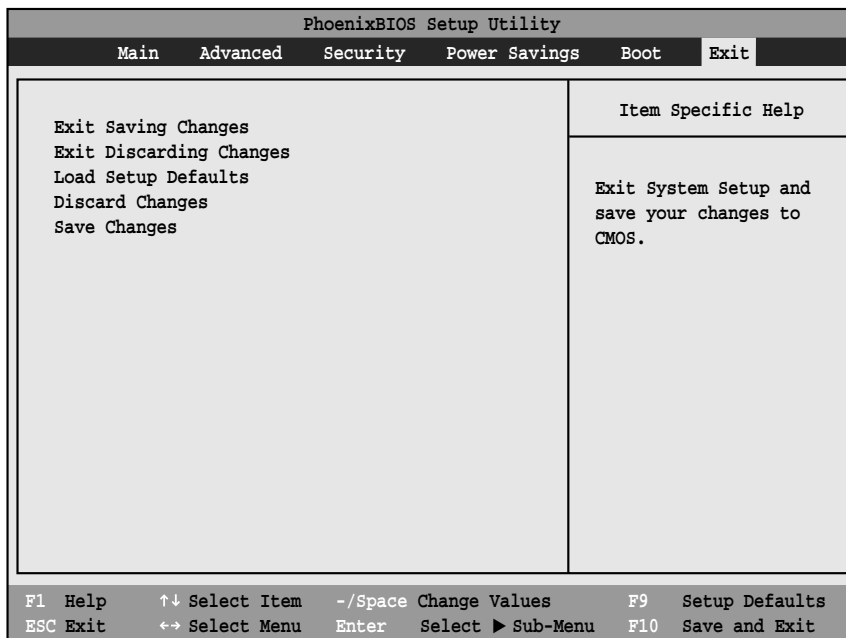 PhoenixBIOS Setup Utility
Main Advanced Security Power Savings Boot Exit
Exit Saving Changes
Exit Discarding Changes
Load Setup Defaults
Discard Changes
Save Changes
Item Specific Help
Exit System Setup and
save your changes to
CMOS.
F1 Help ↑↓ Select Item -/Space Change Values F9 Setup Defaults
ESC Exit ←→ Select Menu Enter Select ▶ Sub-Menu F10 Save and Exit